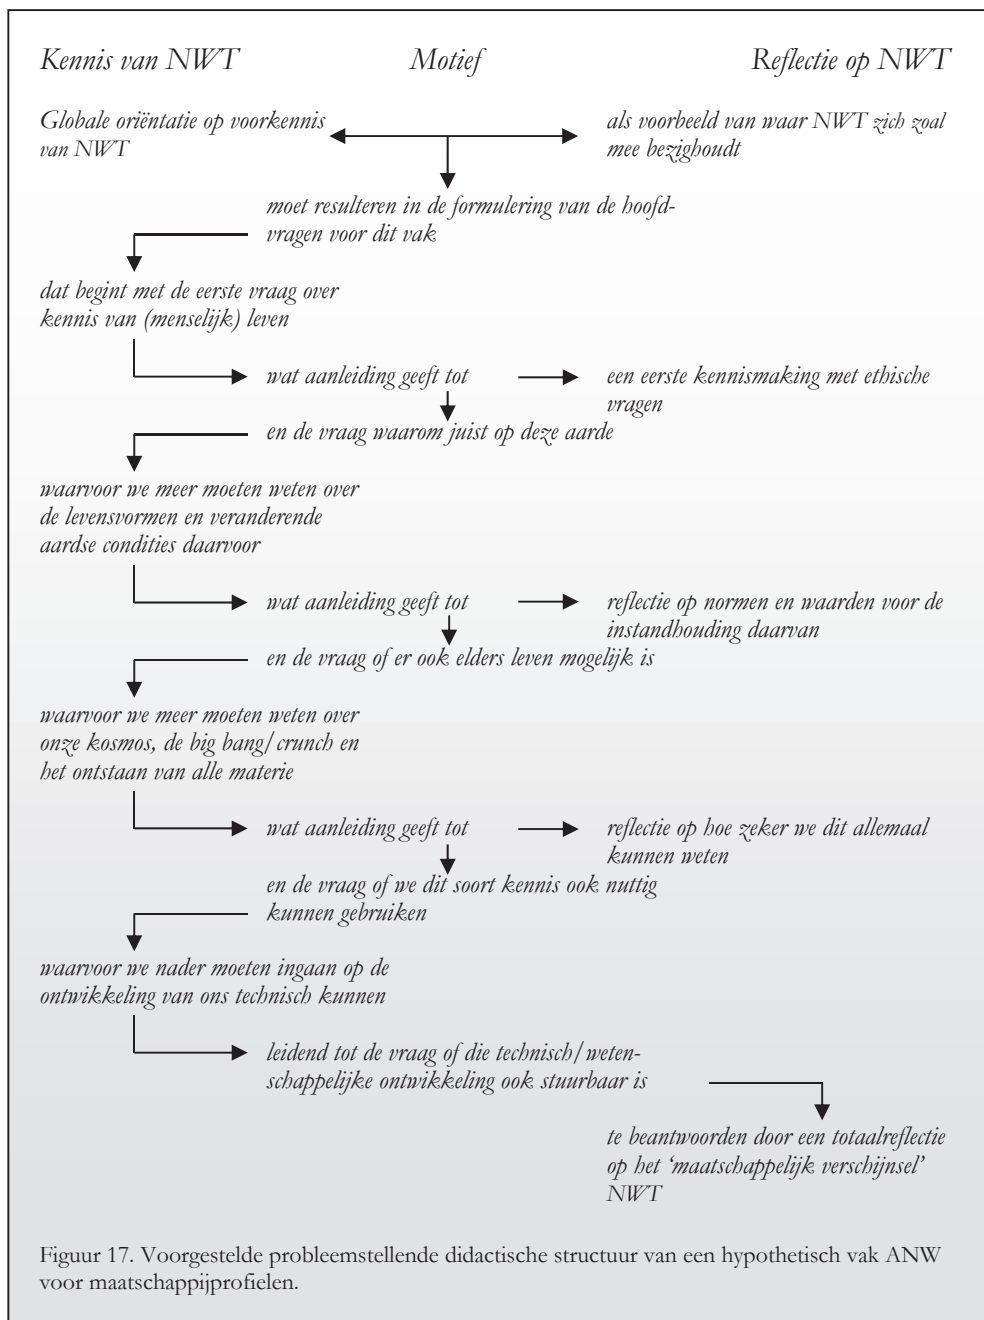 Kennis van NWT Motief Reflectie op NWT
Globale oriëntatie op voorkennis
van NWT
als voorbeeld van waar NWT zich zoal
mee bezighoudt
moet resulteren in de formulering van de hoofd-
vragen voor dit vak
dat begint met de eerste vraag over
kennis van (menselijk) leven
wat aanleiding geeft tot
een eerste kennismaking met ethische
vragen
en de vraag waarom juist op deze aarde
waarvoor we meer moeten weten over
de levensvormen en veranderende
aardse condities daarvoor
wat aanleiding geeft tot
reflectie op normen en waarden voor de
instandhouding daarvan
en de vraag of er ook elders leven mogelijk is
waarvoor we meer moeten weten over
onze kosmos, de big bang/crunch en
het ontstaan van alle materie
wat aanleiding geeft tot
reflectie op hoe zeker we dit allemaal
kunnen weten
en de vraag of we dit soort kennis ook nuttig
kunnen gebruiken
waarvoor we nader moeten ingaan op de
ontwikkeling van ons technisch kunnen
leidend tot de vraag of die technisch/weten-
schappelijke ontwikkeling ook stuurbaar is
te beantwoorden door een totaalreflectie
op het ‘maatschappelijk verschijnsel’
NWT
Figuur 17. Voorgestelde probleemstellende didactische structuur van een hypothetisch vak ANW
voor maatschappijprofielen.